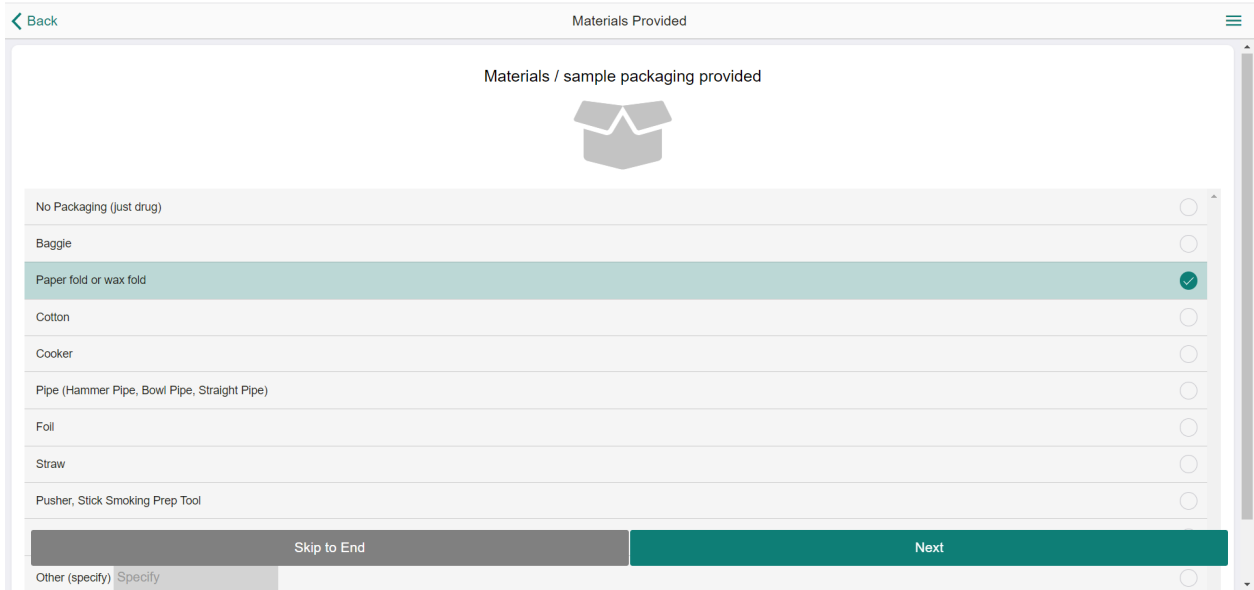 Back
Materials Provided
Materials / sample packaging provided
No Packaging (just drug)
Baggie
Paper fold or wax fold
Cotton
Cooker
Pipe (Hammer Pipe, Bowl Pipe, Straight Pipe)
Foil
Straw
Pusher, Stick Smoking Prep Tool
Skip to End
Next
Other (specify) Specify